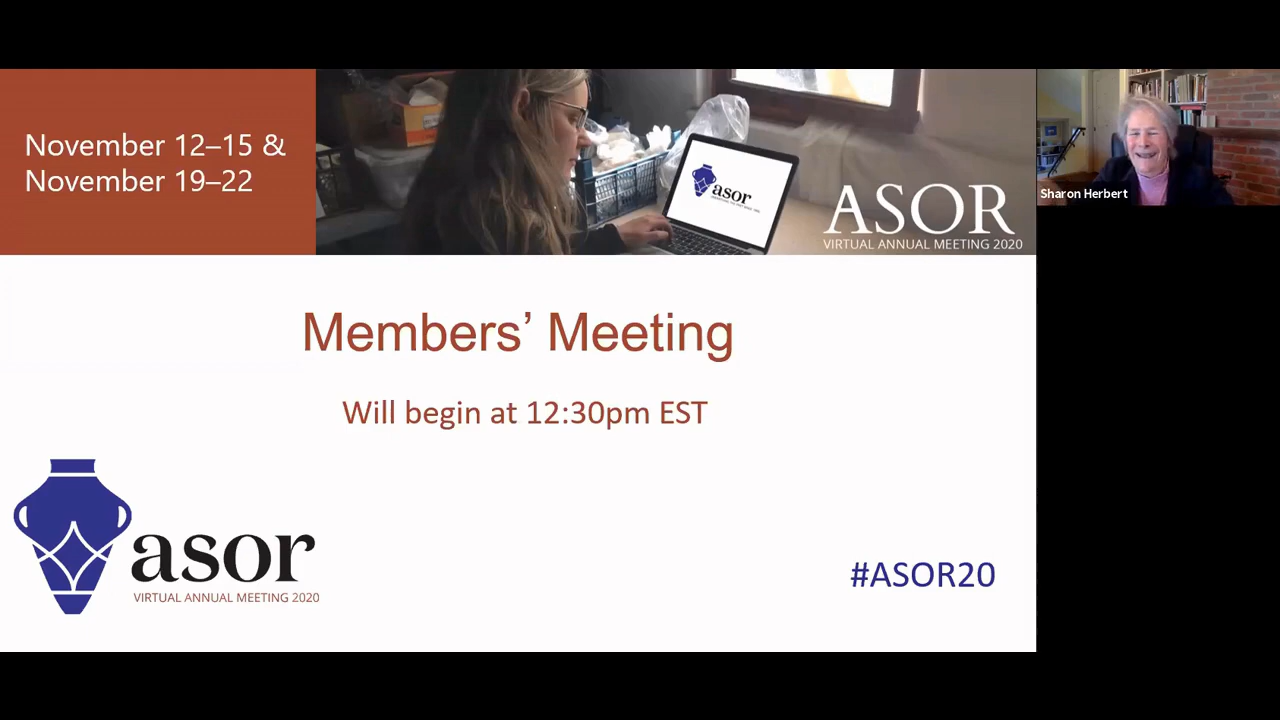 November 12–15 &
November 19–22
asor
ASOR
VIRTUAL ANNUAL MEETING 2020
Sharon Herbert
Members’ Meeting
Will begin at 12:30pm EST
asor
VIRTUAL ANNUAL MEETING 2020
#ASOR20